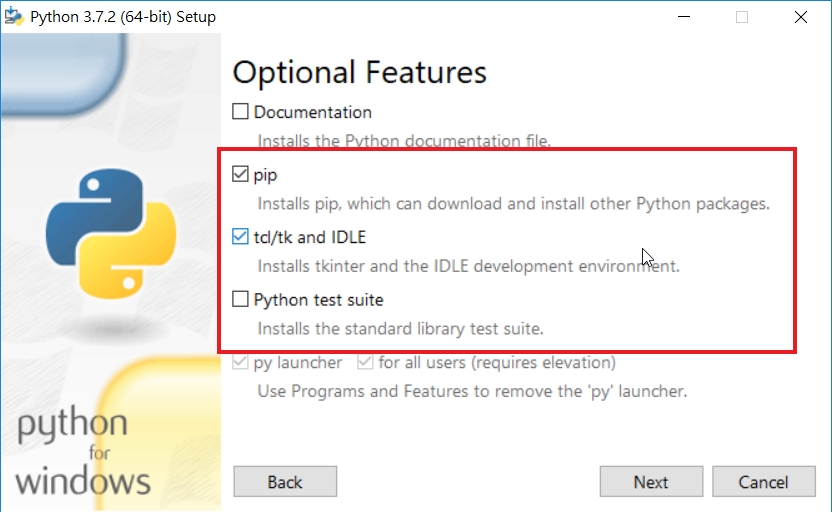 Python 3.7.2 (64-bit) Setup
Optional Features
Documentation
Installs the Python documentation file.
pip
Installs pip, which can download and install other Python packages.
tcl/tk and IDLE
Installs tkinter and the IDLE development environment.
Python test suite
Installs the standard library test suite.
py launcher for all users (requires elevation)
Use Programs and Features to remove the 'py' launcher.
python
for
windows
Back Next Cancel